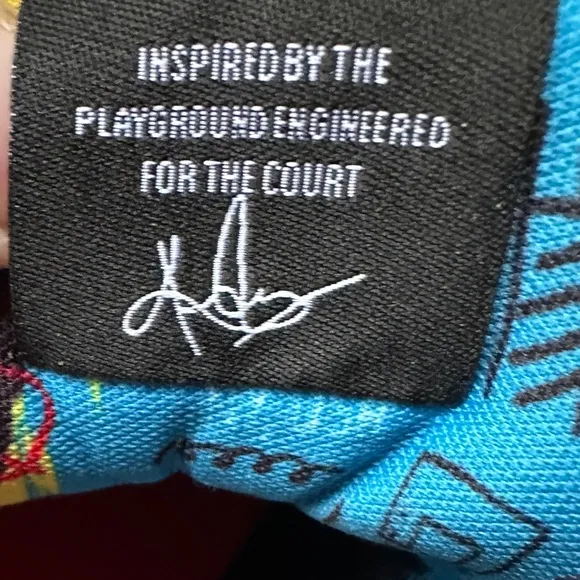 INSPIRED BY THE
PLAYGROUND ENGINEERED
FOR THE COURT